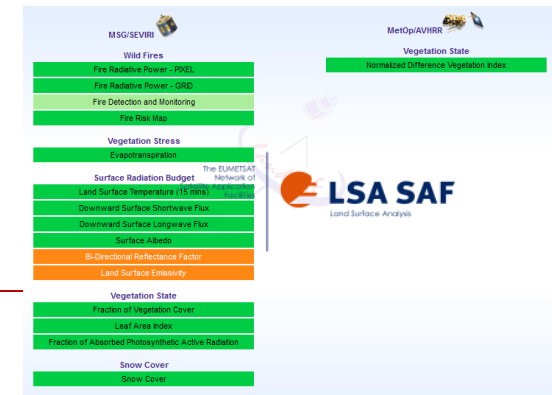 MSG/SEVIRI
Wild Fires
Fire Radiative Power - PIXEL
Fire Radiative Power - GRID
Fire Detection and Monitoring
Fire Risk Map
Vegetation Stress
Evapotranspiration
Surface Radiation Budget
Land Surface Temperature (15 mins)
Downward Surface Shortwave Flux
Downward Surface Longwave Flux
Surface Albedo
Bi-Directional Reflectance Factor
Land Surface Emissivity
Vegetation State
Fraction of Vegetation Cover
Leaf Area Index
Fraction of Absorbed Photosynthetic Active Radiation
Snow Cover
Snow Cover
The EUMETSAT
Network of
Satellite Application
Facilities
LSA SAF
Land Surface Analysis
MetOp/AVHRR
Vegetation State
Normalized Difference Vegetation Index